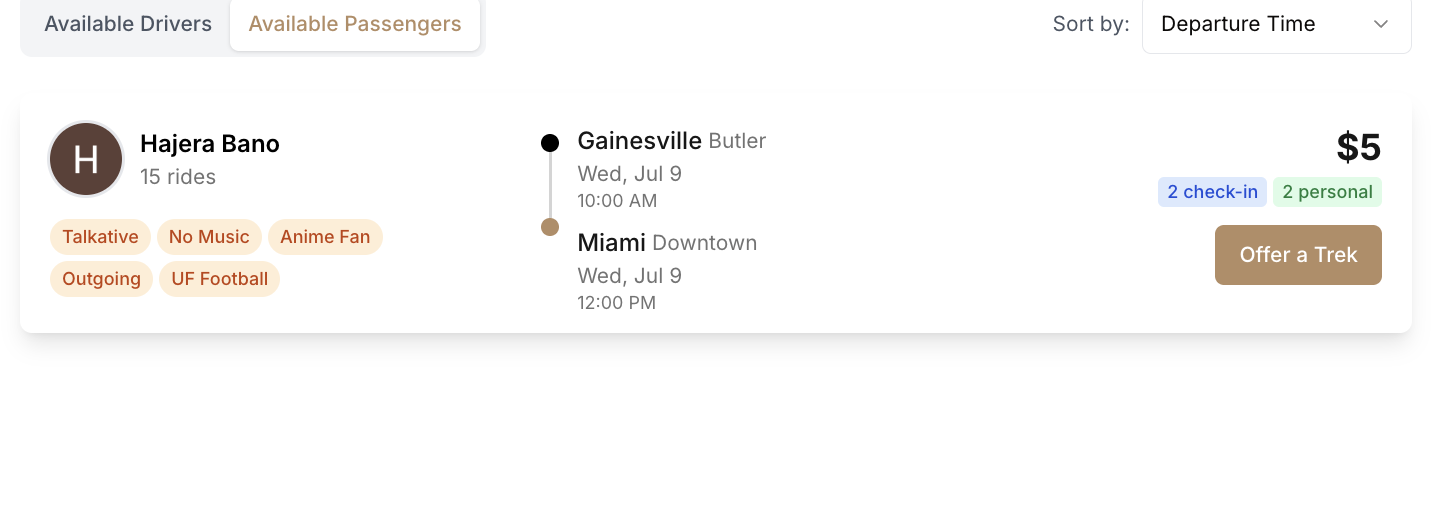 Available Drivers Available Passengers Sort by: Departure Time
H
Hajera Bano
15 rides
Talkative No Music Anime Fan
Outgoing UF Football
Gainesville Butler
Wed, Jul 9
10:00 AM
Miami Downtown
Wed, Jul 9
12:00 PM
$5
2 check-in 2 personal
Offer a Trek